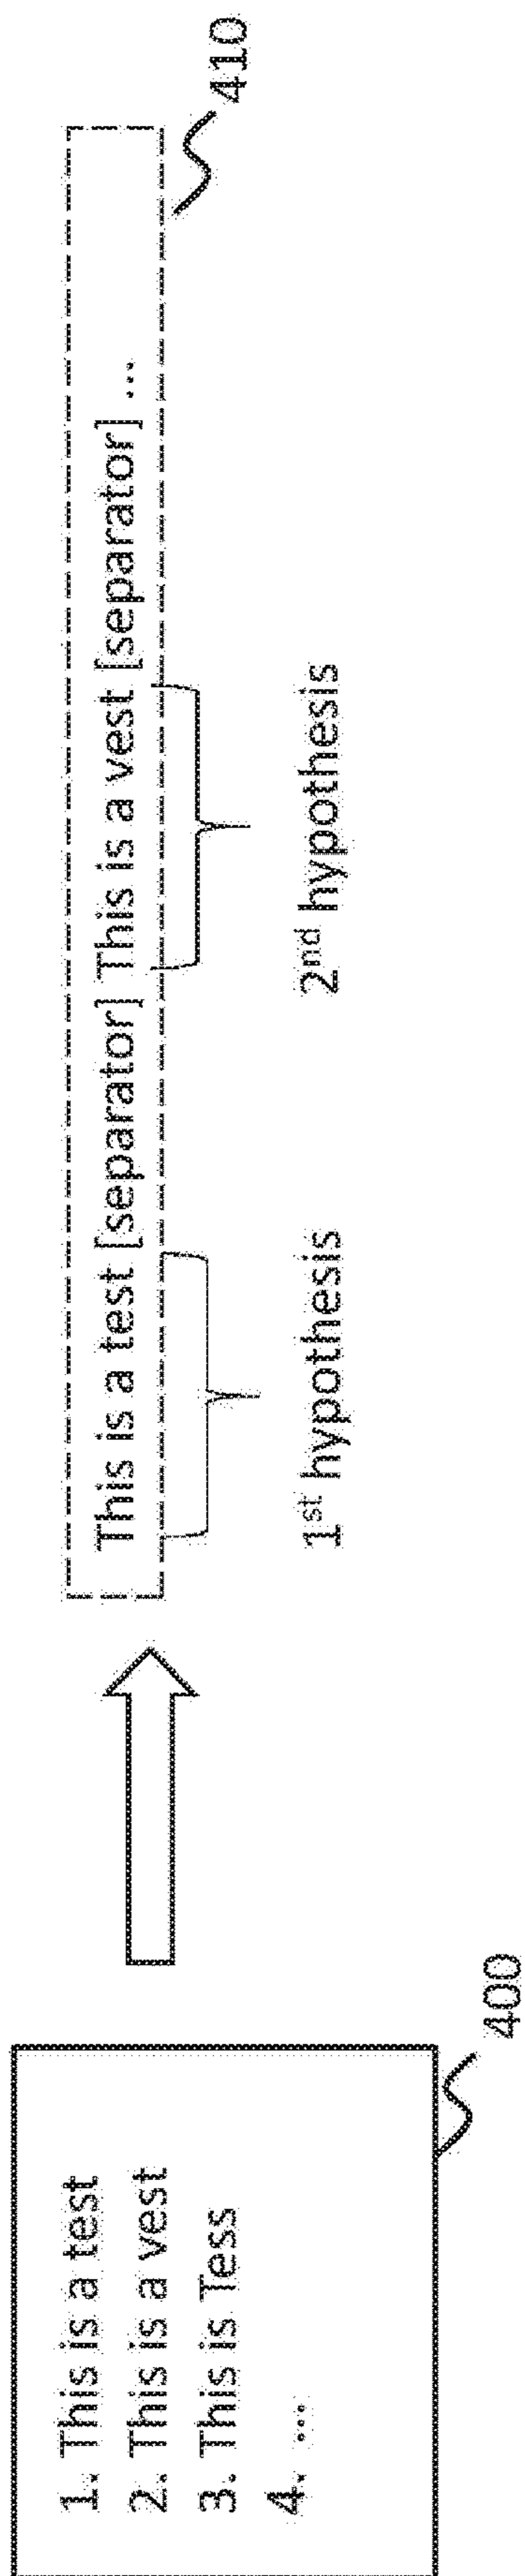 1. This is a test
2. This is a vest
3. This is Tess
4. ...
400
This is a test [separator] This is a vest [separator] ...
410
1st hypothesis
2nd hypothesis